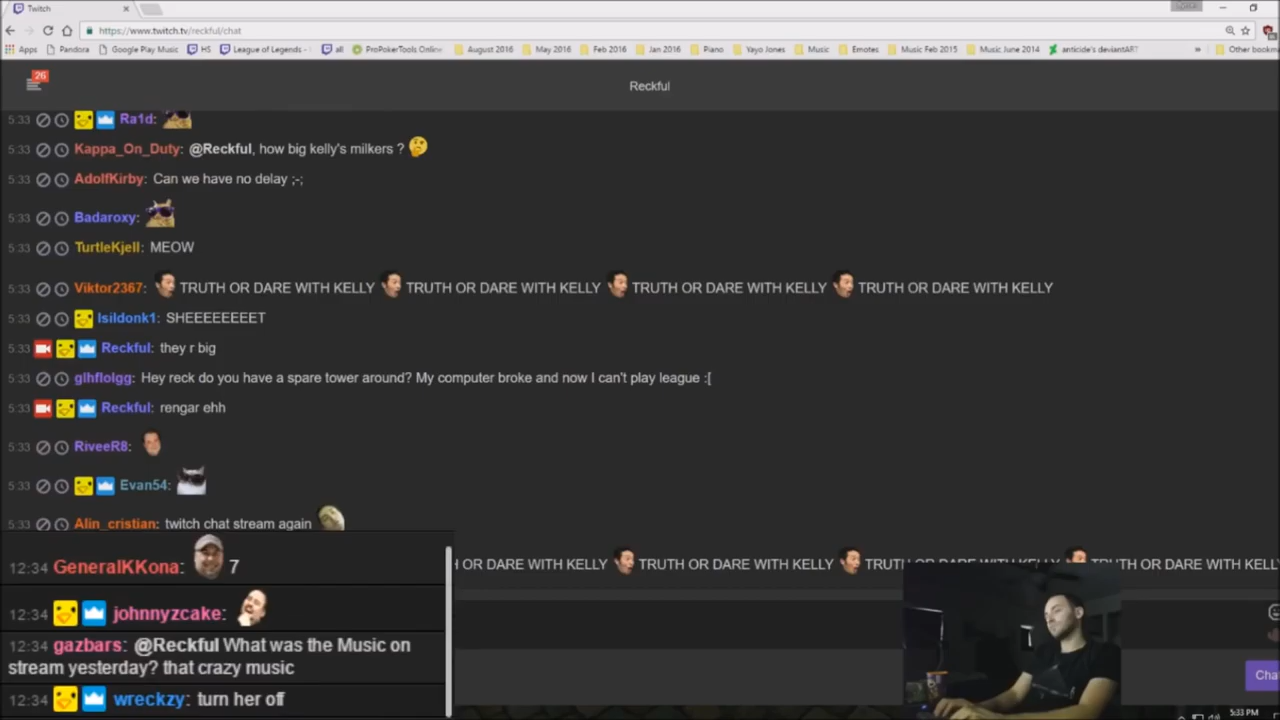 Twitch
https://www.twitch.tv/reckful/chat
Apps Pandora Google Play Music HS League of Legends - all ProPokerTools Online August 2016 May 2016 Feb 2016 Jan 2016 Piano Yayo Jones Music Emotes Music Feb 2015 Music June 2014 anticide's deviantART » Other bookm
26
Reckful
5:33 Ra1d:
5:33 Kappa_On_Duty: @Reckful, how big kelly's milkers ?
5:33 AdolfKirby: Can we have no delay ;-;
5:33 Badaroxy:
5:33 TurtleKjell: MEOW
5:33 Viktor2367: TRUTH OR DARE WITH KELLY TRUTH OR DARE WITH KELLY TRUTH OR DARE WITH KELLY TRUTH OR DARE WITH KELLY
5:33 Isildonk1: SHEEEEEEEET
5:33 Reckful: they r big
5:33 glhflolgg: Hey reck do you have a spare tower around? My computer broke and now I can't play league :[
5:33 Reckful: rengar ehh
5:33 RiveeR8:
5:33 Evan54:
5:33 Alin_cristian: twitch chat stream again
H OR DARE WITH KELLY TRUTH OR DARE WITH KELLY TRUTH OR DARE WITH KELLY TRUTH OR DARE WITH KELLY
12:34 GeneralKKona: 7
12:34 johnnyzcake:
12:34 gazbars: @Reckful What was the Music on
stream yesterday? that crazy music
12:34 wreckzy: turn her off
Cha
5:33 PM